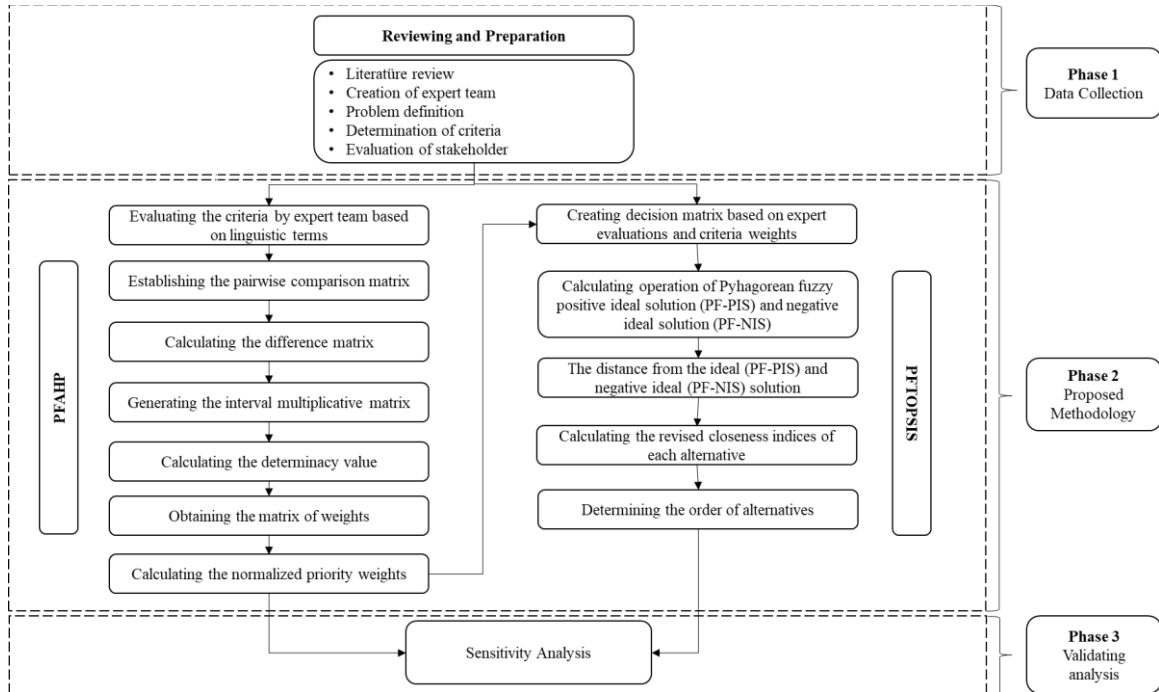 Reviewing and Preparation
• Literatüre review
• Creation of expert team
• Problem definition
• Determination of criteria
• Evaluation of stakeholder
Phase 1
Data Collection
PFAHP
Evaluating the criteria by expert team based
on linguistic terms
Establishing the pairwise comparison matrix
Calculating the difference matrix
Generating the interval multiplicative matrix
Calculating the determinacy value
Obtaining the matrix of weights
Calculating the normalized priority weights
Creating decision matrix based on expert
evaluations and criteria weights
Calculating operation of Pyhagorean fuzzy
positive ideal solution (PF-PIS) and negative
ideal solution (PF-NIS)
The distance from the ideal (PF-PIS) and
negative ideal (PF-NIS) solution
Calculating the revised closeness indices of
each alternative
Determining the order of alternatives
PFTOPSIS
Phase 2
Proposed
Methodology
Sensitivity Analysis
Phase 3
Validating
analysis